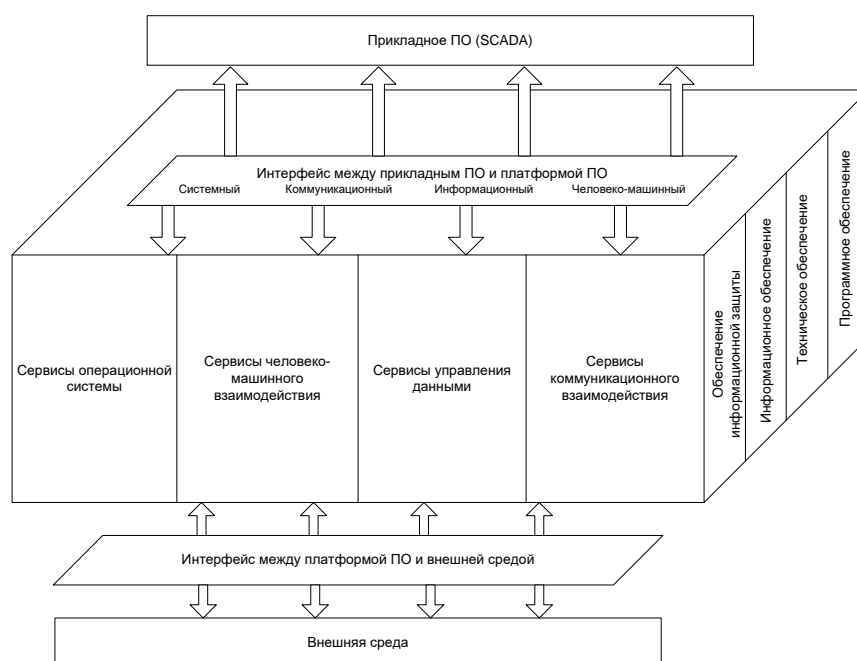 Прикладное ПО (SCADA)
Интерфейс между прикладным ПО и платформой ПО
Системный Коммуникационный Информационный Человеко-машинный
Сервисы операционной
системы
Сервисы человеко-
машинного
взаимодействия
Сервисы управления
данными
Сервисы
коммуникационного
взаимодействия
Обеспечение
информационной защиты
Информационное обеспечение
Техническое обеспечение
Программное обеспечение
Интерфейс между платформой ПО и внешней средой
Внешняя среда